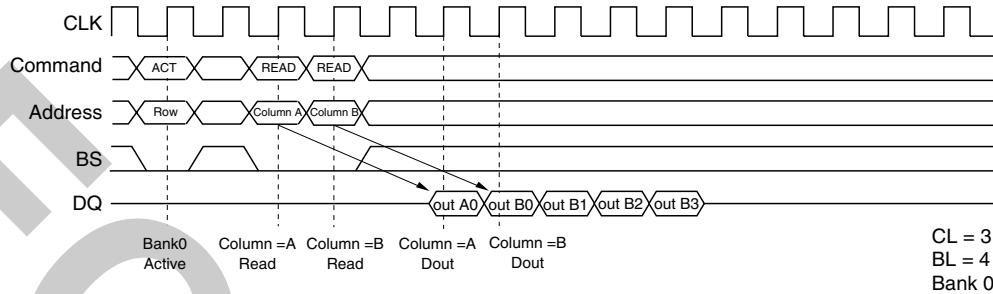 CLK
Command ACT READ READ
Address Row Column A Column B
BS
DQ out A0 out B0 out B1 out B2 out B3
Bank0 Column =A Column =B Column =A Column =B
Active Read Read Dout Dout
CL = 3
BL = 4
Bank 0